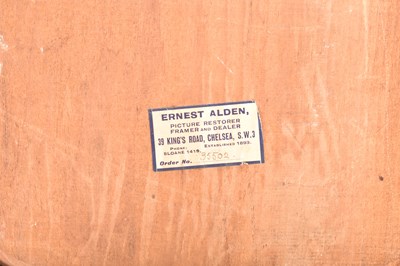 ERNEST ALDEN,
PICTURE RESTORER
FRAMER AND DEALER
39 KING'S ROAD, CHELSEA, S.W.3
PHONE: ESTABLISHED 1893.
SLOANE 1418.
Order No.